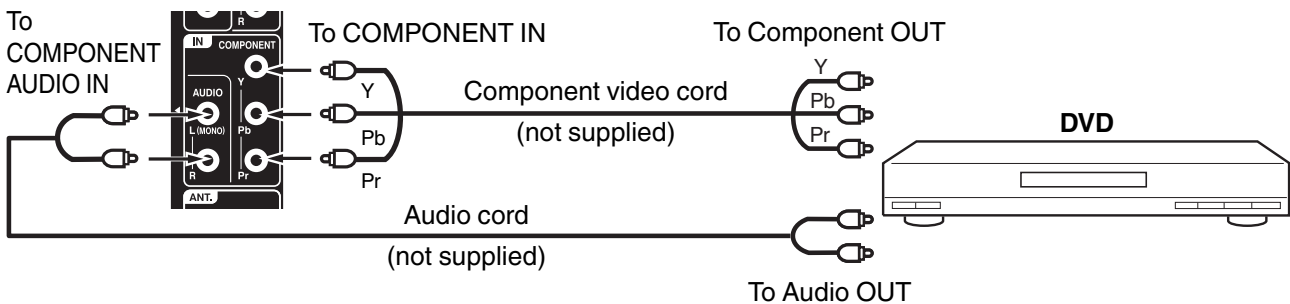 To
COMPONENT
AUDIO IN
R
IN
COMPONENT
Y
AUDIO
L (MONO)
Pb
R
Pr
ANT.
To COMPONENT IN
Y
Pb
Pr
Component video cord
(not supplied)
To Component OUT
Y
Pb
Pr
DVD
Audio cord
(not supplied)
To Audio OUT